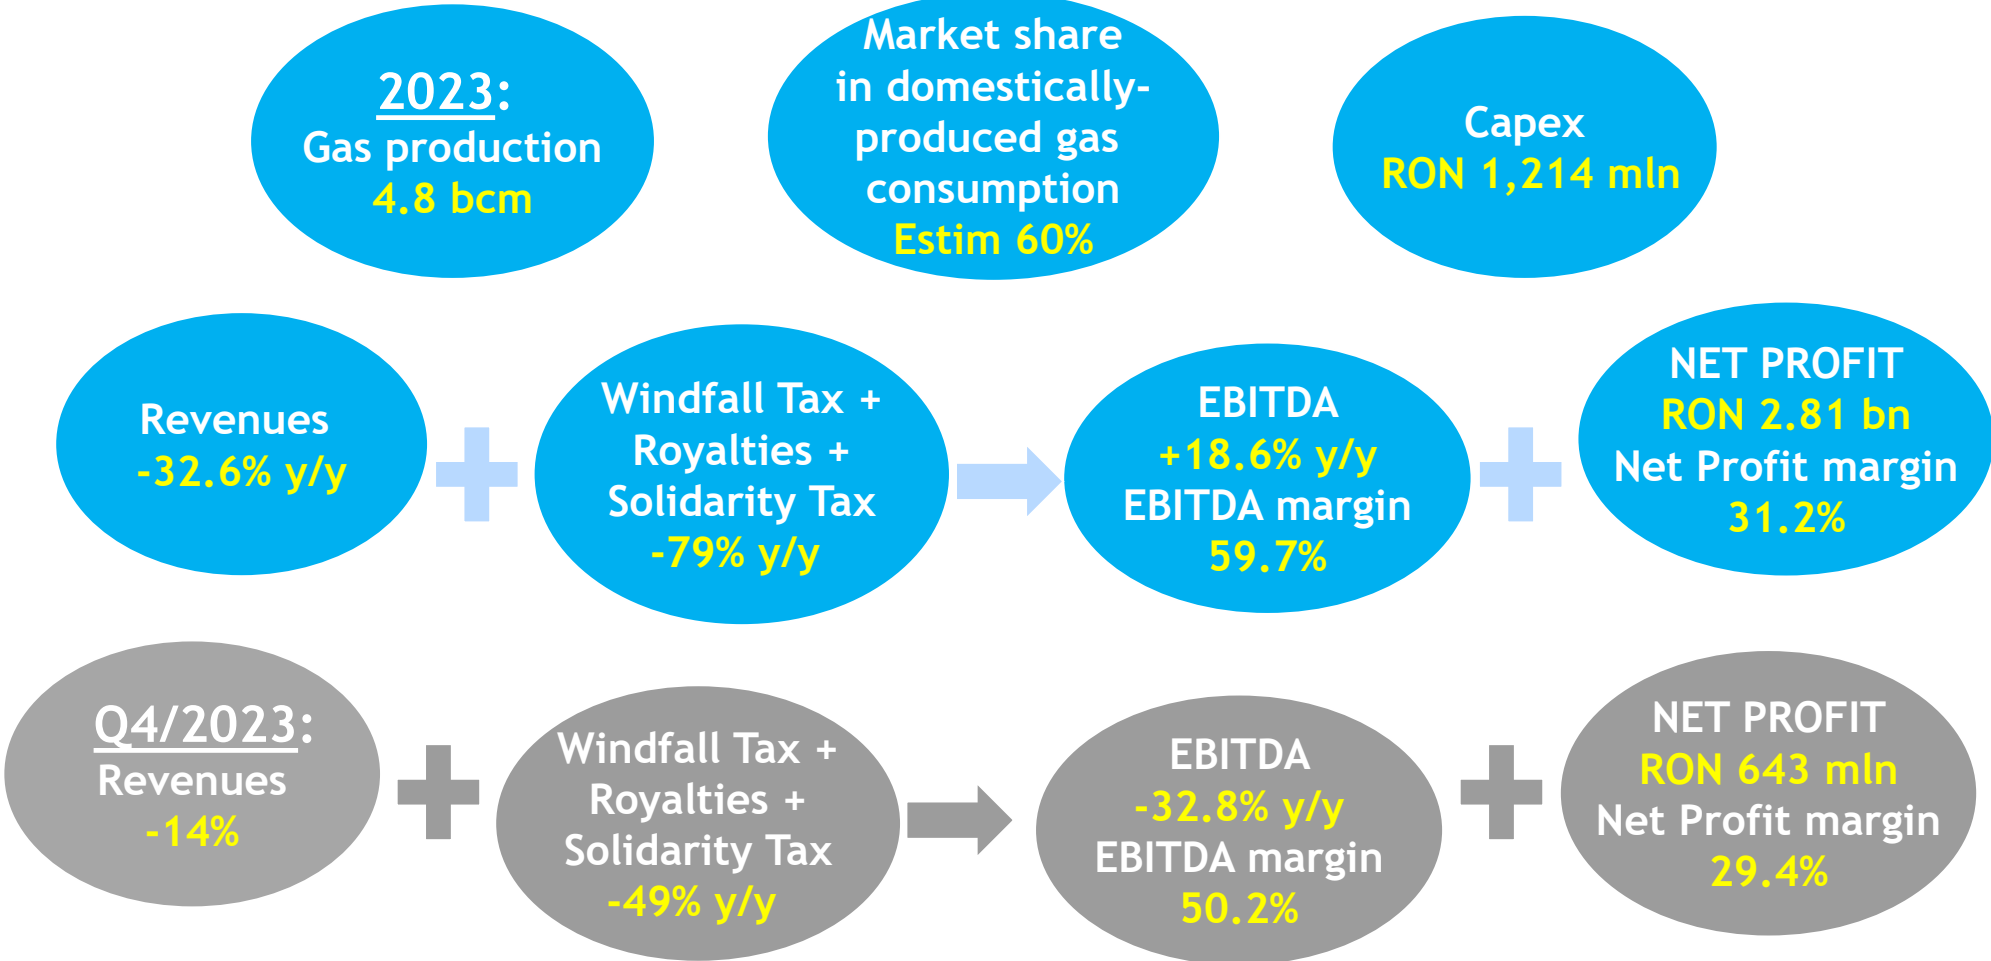 2023:
Gas production
4.8 bcm
Market share
in domestically-
produced gas
consumption
Estim 60%
Capex
RON 1,214 mln
Revenues
-32.6% y/y
Windfall Tax +
Royalties +
Solidarity Tax
-79% y/y
EBITDA
+18.6% y/y
EBITDA margin
59.7%
NET PROFIT
RON 2.81 bn
Net Profit margin
31.2%
Q4/2023:
Revenues
-14%
Windfall Tax +
Royalties +
Solidarity Tax
-49% y/y
EBITDA
-32.8% y/y
EBITDA margin
50.2%
NET PROFIT
RON 643 mln
Net Profit margin
29.4%